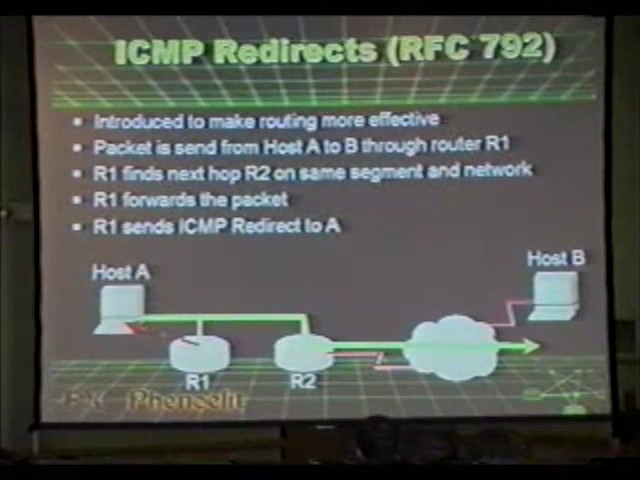 ICMP Redirects (RFC 792)
Introduced to make routing more effective
Packet is send from Host A to B through router R1
R1 finds next hop R2 on same segment and network
R1 forwards the packet
R1 sends ICMP Redirect to A
Host A
Host B
R1
R2
Phenoelit